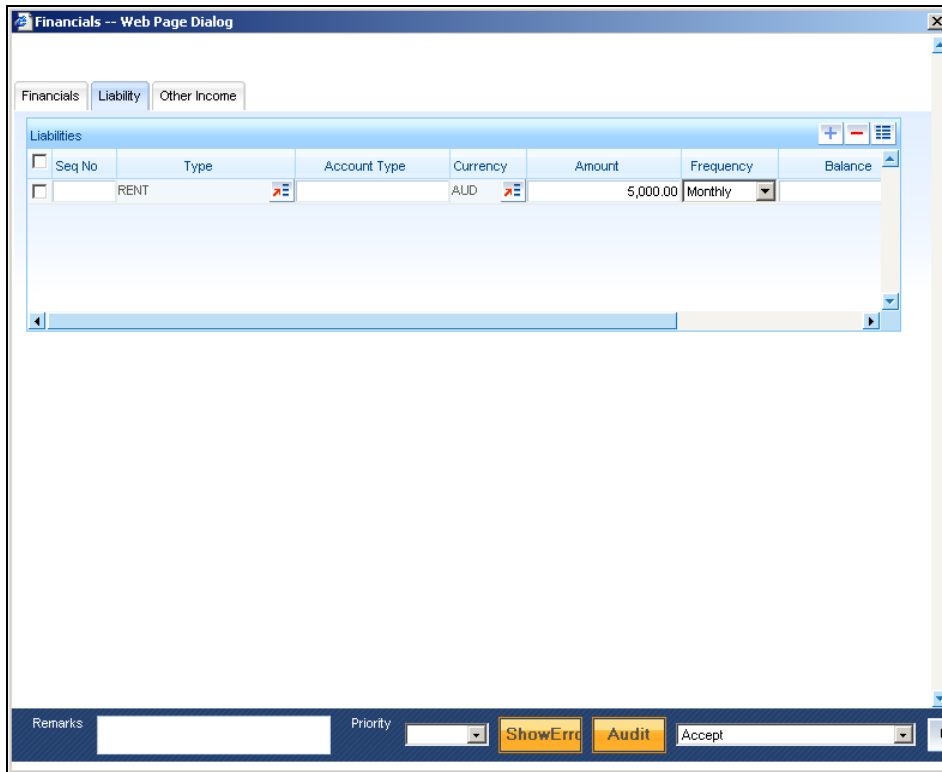 Financials -- Web Page Dialog
Financials Liability Other Income
Liabilities
Seq No Type Account Type Currency Amount Frequency Balance
RENT AUD 5,000.00 Monthly
Remarks Priority ShowErro Audit Accept